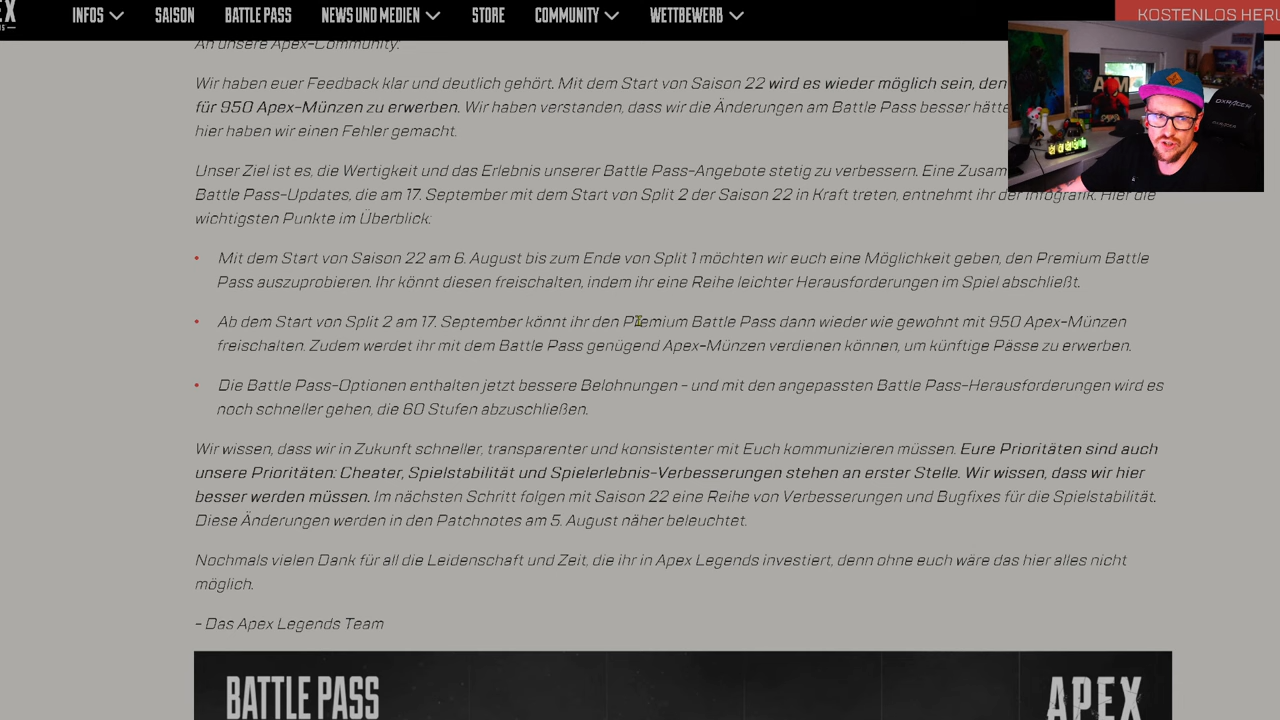 EX
INFOS SAISON BATTLE PASS NEWS UND MEDIEN STORE COMMUNITY WETTBEWERB KOSTENLOS HERU
An unsere Apex-Community.
Wir haben euer Feedback klar und deutlich gehört. Mit dem Start von Saison 22 wird es wieder möglich sein, den
für 950 Apex-Münzen zu erwerben. Wir haben verstanden, dass wir die Änderungen am Battle Pass besser hätte
hier haben wir einen Fehler gemacht.
Unser Ziel ist es, die Wertigkeit und das Erlebnis unserer Battle Pass-Angebote stetig zu verbessern. Eine Zusam
Battle Pass-Updates, die am 17. September mit dem Start von Split 2 der Saison 22 in Kraft treten, entnehmt ihr der Infografik. Hier die
wichtigsten Punkte im Überblick:
• Mit dem Start von Saison 22 am 6. August bis zum Ende von Split 1 möchten wir euch eine Möglichkeit geben, den Premium Battle
Pass auszuprobieren. Ihr könnt diesen freischalten, indem ihr eine Reihe leichter Herausforderungen im Spiel abschließt.
• Ab dem Start von Split 2 am 17. September könnt ihr den Premium Battle Pass dann wieder wie gewohnt mit 950 Apex-Münzen
freischalten. Zudem werdet ihr mit dem Battle Pass genügend Apex-Münzen verdienen können, um künftige Pässe zu erwerben.
• Die Battle Pass-Optionen enthalten jetzt bessere Belohnungen - und mit den angepassten Battle Pass-Herausforderungen wird es
noch schneller gehen, die 60 Stufen abzuschließen.
Wir wissen, dass wir in Zukunft schneller, transparenter und konsistenter mit Euch kommunizieren müssen. Eure Prioritäten sind auch
unsere Prioritäten: Cheater, Spielstabilität und Spielerlebnis-Verbesserungen stehen an erster Stelle. Wir wissen, dass wir hier
besser werden müssen. Im nächsten Schritt folgen mit Saison 22 eine Reihe von Verbesserungen und Bugfixes für die Spielstabilität.
Diese Änderungen werden in den Patchnotes am 5. August näher beleuchtet.
Nochmals vielen Dank für all die Leidenschaft und Zeit, die ihr in Apex Legends investiert, denn ohne euch wäre das hier alles nicht
möglich.
- Das Apex Legends Team
BATTLE PASS APEX